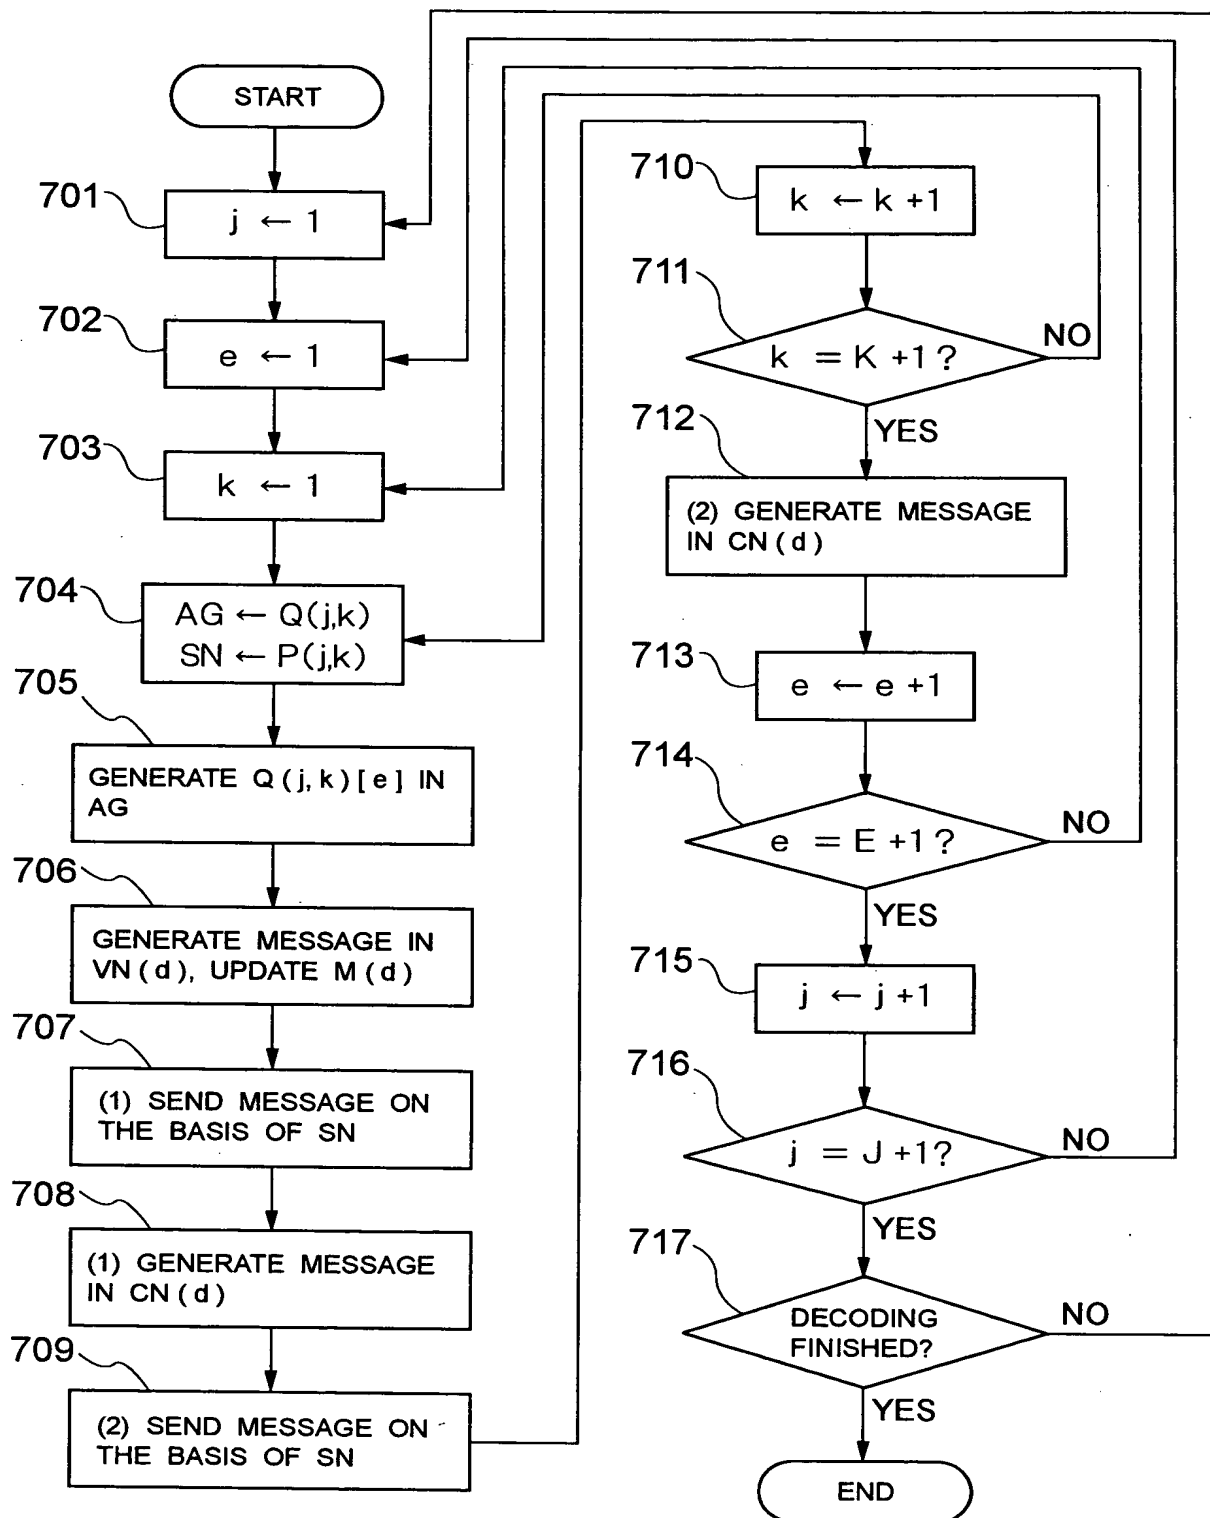 START
701
j ← 1
702
e ← 1
703
k ← 1
704
AG ← Q(j,k)
SN ← P(j,k)
705
GENERATE Q(j,k)[e] IN
AG
706
GENERATE MESSAGE IN
VN(d), UPDATE M(d)
707
(1) SEND MESSAGE ON
THE BASIS OF SN
708
(1) GENERATE MESSAGE
IN CN(d)
709
(2) SEND MESSAGE ON
THE BASIS OF SN
710
k ← k +1
711
k = K +1 ?
NO
YES
712
(2) GENERATE MESSAGE
IN CN(d)
713
e ← e +1
714
e = E +1 ?
NO
YES
715
j ← j +1
716
j = J +1?
NO
YES
717
DECODING
FINISHED?
NO
YES
END